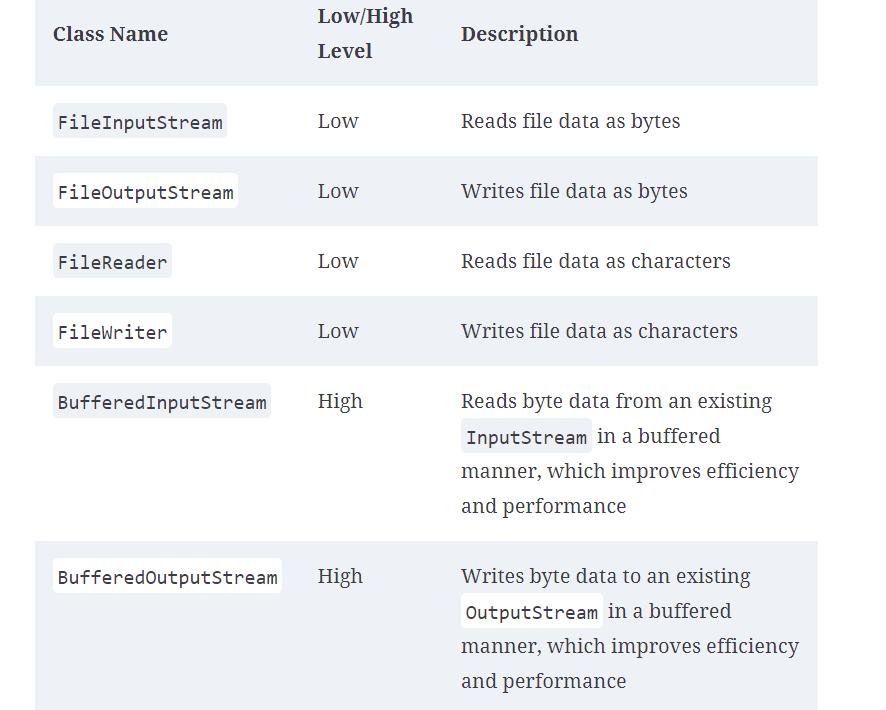 Class Name Low/High Level Description
FileInputStream Low Reads file data as bytes
FileOutputStream Low Writes file data as bytes
FileReader Low Reads file data as characters
FileWriter Low Writes file data as characters
BufferedInputStream High Reads byte data from an existing
InputStream in a buffered
manner, which improves efficiency
and performance
BufferedOutputStream High Writes byte data to an existing
OutputStream in a buffered
manner, which improves efficiency
and performance